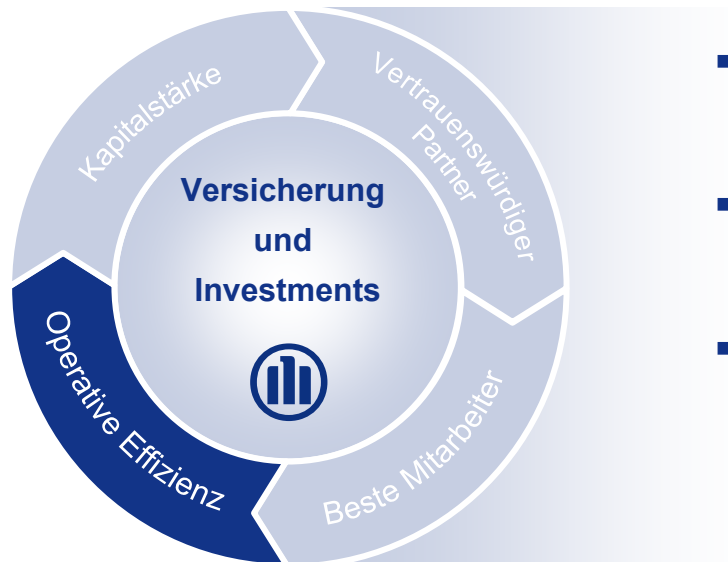 Kapitalstärke
Vertrauenswürdiger
Partner
Versicherung
und
Investments
Operative Effizienz
Beste Mitarbeiter